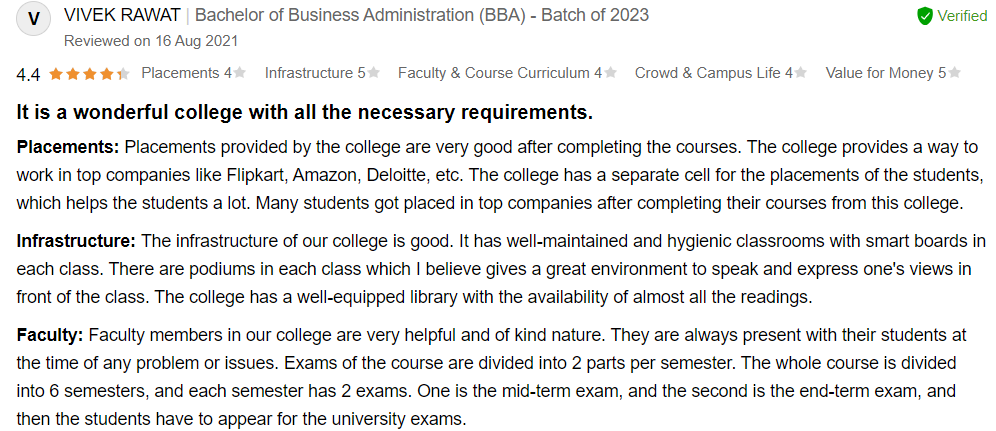 V
VIVEK RAWAT | Bachelor of Business Administration (BBA) - Batch of 2023
Verified
Reviewed on 16 Aug 2021
4.4 Placements 4 Infrastructure 5 Faculty & Course Curriculum 4 Crowd & Campus Life 4 Value for Money 5
It is a wonderful college with all the necessary requirements.
Placements: Placements provided by the college are very good after completing the courses. The college provides a way to
work in top companies like Flipkart, Amazon, Deloitte, etc. The college has a separate cell for the placements of the students,
which helps the students a lot. Many students got placed in top companies after completing their courses from this college.
Infrastructure: The infrastructure of our college is good. It has well-maintained and hygienic classrooms with smart boards in
each class. There are podiums in each class which I believe gives a great environment to speak and express one's views in
front of the class. The college has a well-equipped library with the availability of almost all the readings.
Faculty: Faculty members in our college are very helpful and of kind nature. They are always present with their students at
the time of any problem or issues. Exams of the course are divided into 2 parts per semester. The whole course is divided
into 6 semesters, and each semester has 2 exams. One is the mid-term exam, and the second is the end-term exam, and
then the students have to appear for the university exams.